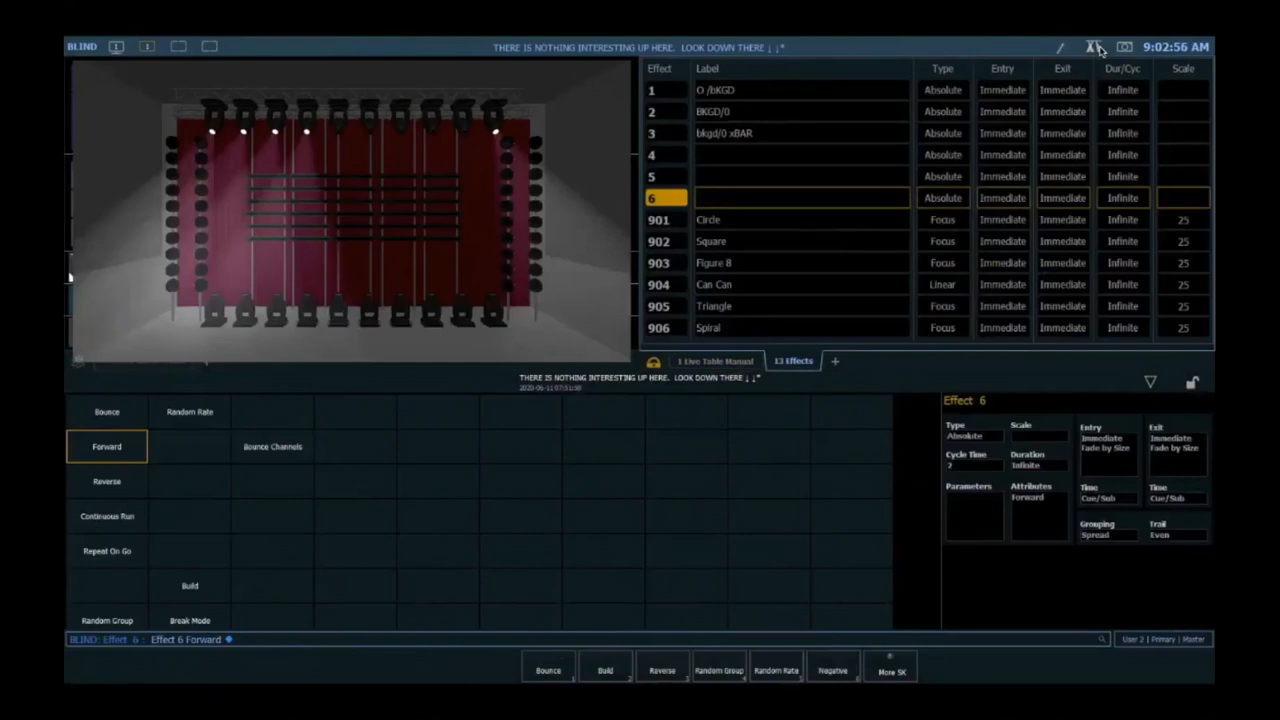 BLIND 1 1 THERE IS NOTHING INTERESTING UP HERE. LOOK DOWN THERE ↓ ↓* 9:02:56 AM
Effect Label Type Entry Exit Dur/Cyc Scale
1 O /bKGD Absolute Immediate Immediate Infinite
2 BKGD/0 Absolute Immediate Immediate Infinite
3 bkgd/0 xBAR Absolute Immediate Immediate Infinite
4 Absolute Immediate Immediate Infinite
5 Absolute Immediate Immediate Infinite
6 Absolute Immediate Immediate Infinite
901 Circle Focus Immediate Immediate Infinite 25
902 Square Focus Immediate Immediate Infinite 25
903 Figure 8 Focus Immediate Immediate Infinite 25
904 Can Can Linear Immediate Immediate Infinite 25
905 Triangle Focus Immediate Immediate Infinite 25
906 Spiral Focus Immediate Immediate Infinite 25
1 Live Table Manual 13 Effects +
THERE IS NOTHING INTERESTING UP HERE. LOOK DOWN THERE ↓ ↓*
Bounce Random Rate
Forward Bounce Channels
Reverse
Continuous Run
Repeat On Go
Build
Random Group Break Mode
Effect 6
Type Scale Entry Exit
Absolute Immediate Immediate
Fade by Size Fade by Size
Cycle Time Duration
2 Infinite
Parameters Attributes Time Time
Forward Cue/Sub Cue/Sub
Grouping Trail
Spread Even
BLIND: Effect 6 : Effect 6 Forward User 2 | Primary | Master
Bounce 1 Build 2 Reverse 3 Random Group 4 Random Rate 5 Negative 6 More SK